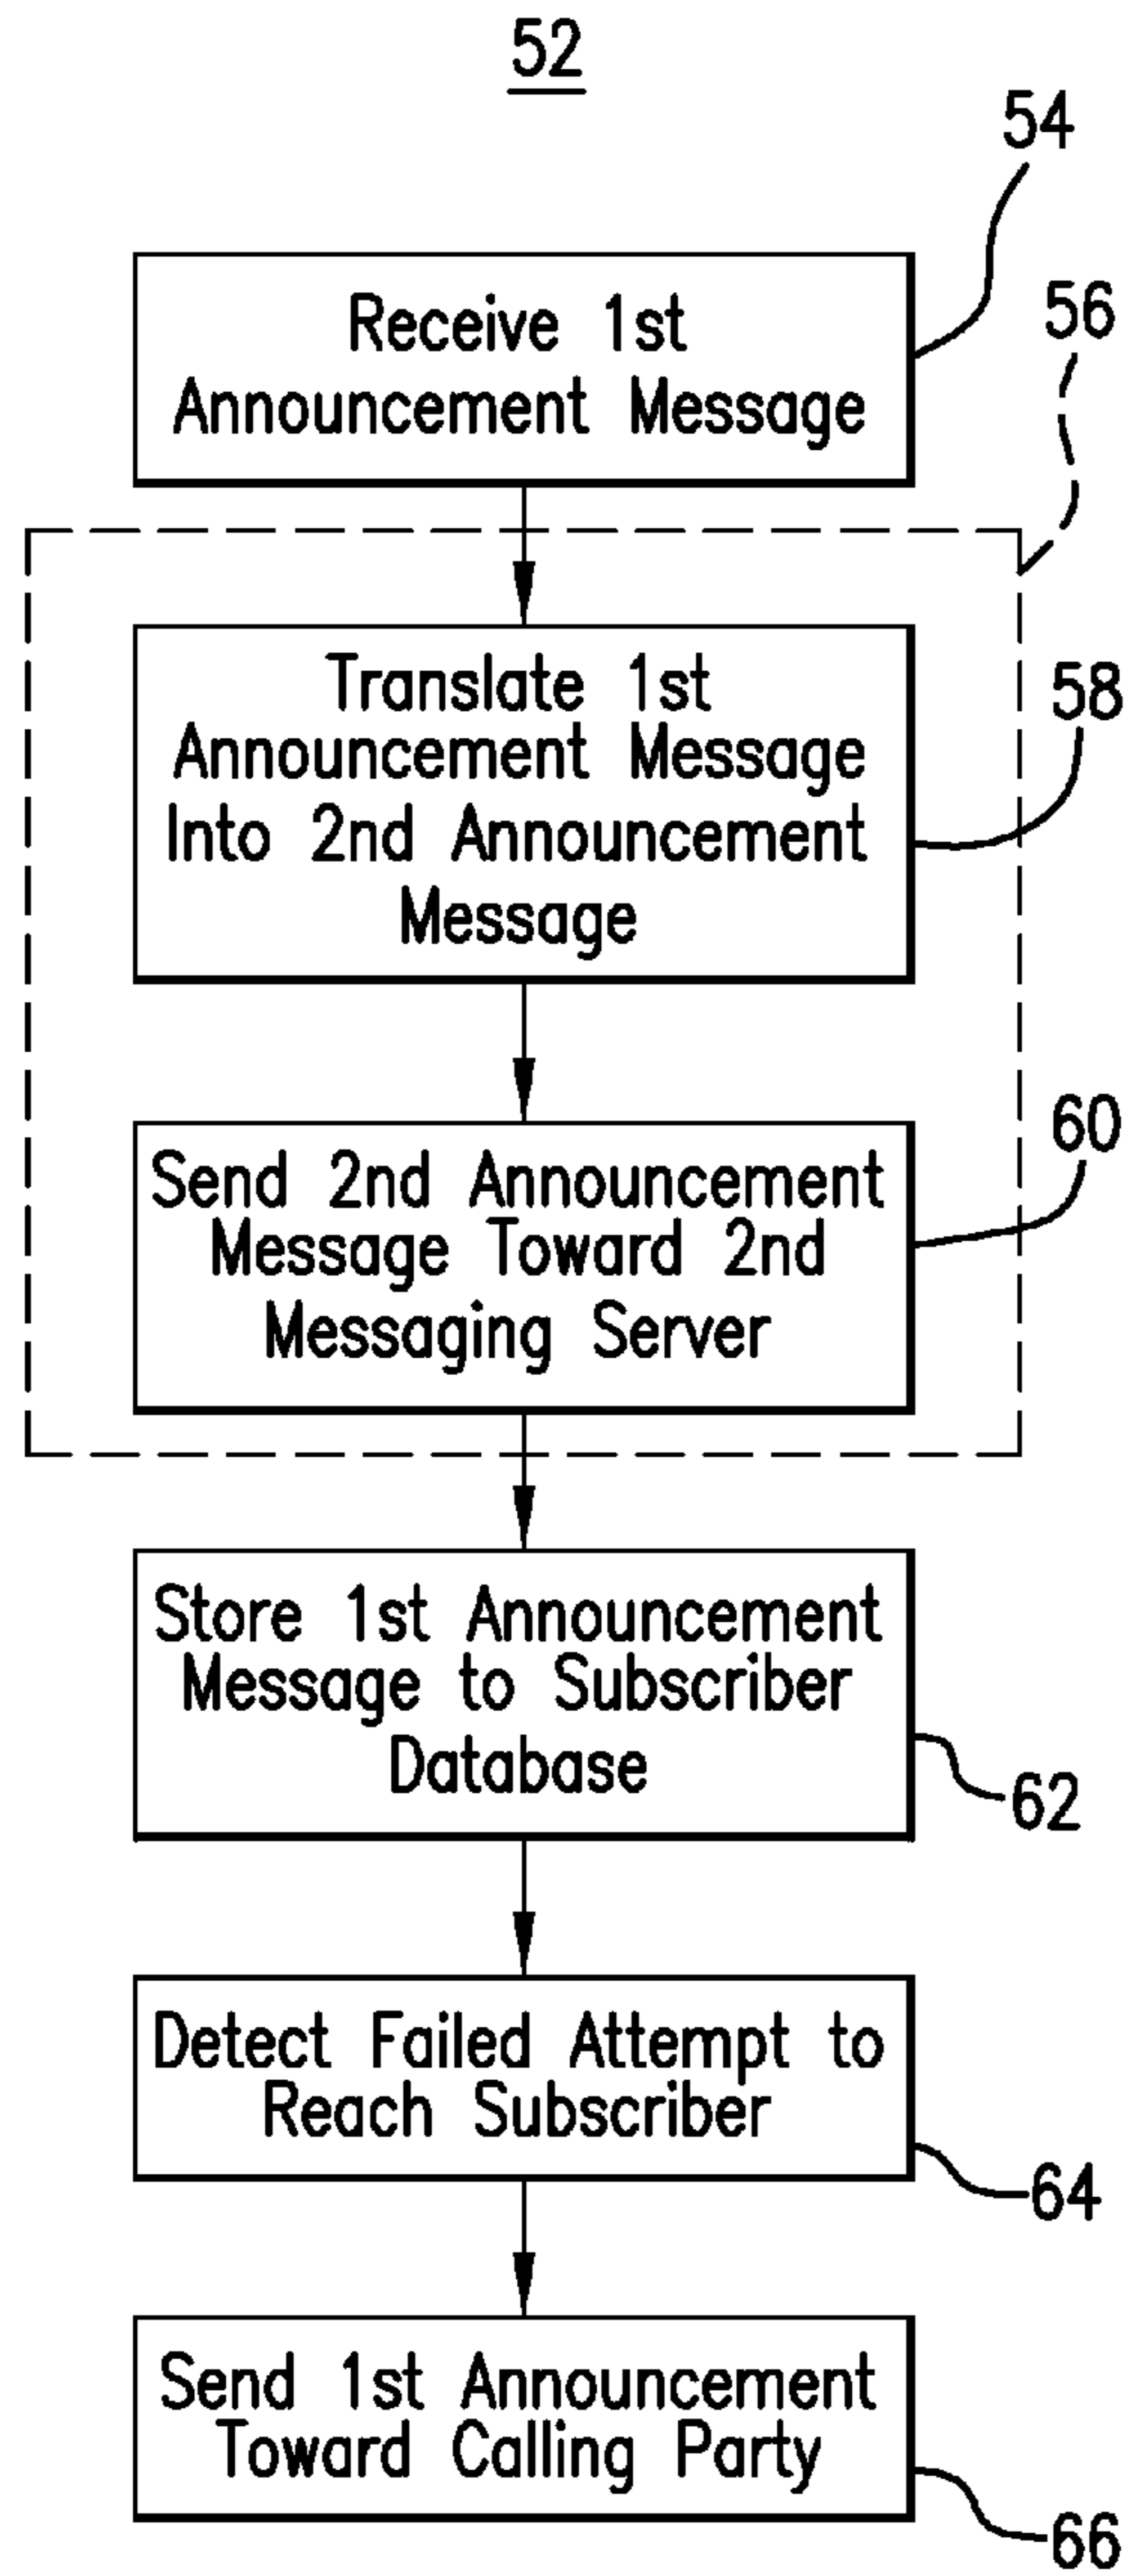 52
54
Receive 1st
Announcement Message
56
Translate 1st
Announcement Message
Into 2nd Announcement
Message
58
Send 2nd Announcement
Message Toward 2nd
Messaging Server
60
Store 1st Announcement
Message to Subscriber
Database
62
Detect Failed Attempt to
Reach Subscriber
64
Send 1st Announcement
Toward Calling Party
66